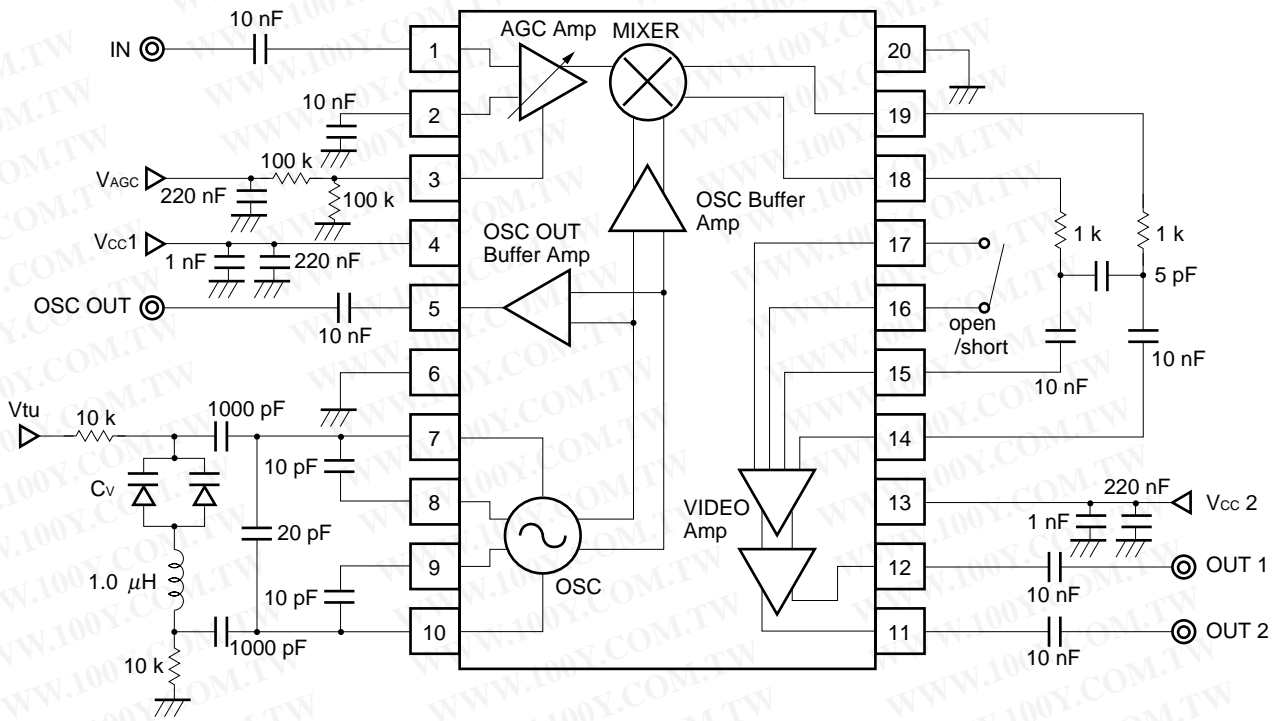 10 nF
IN
1
AGC Amp
MIXER
20
10 nF
2
19
100 k
VAGC
220 nF
100 k
3
18
OSC Buffer
Amp
1 k
1 k
VCC1
1 nF
220 nF
4
OSC OUT
Buffer Amp
17
5 pF
OSC OUT
10 nF
5
16
open
/short
10 nF
10 nF
6
15
Vtu
10 k
1000 pF
7
14
10 pF
CV
8
VIDEO
Amp
13
220 nF
1 nF
VCC 2
20 pF
1.0 μH
9
OSC
12
10 nF
OUT 1
10 pF
10
1000 pF
10 k
11
10 nF
OUT 2
WWW.100Y.COM.TW